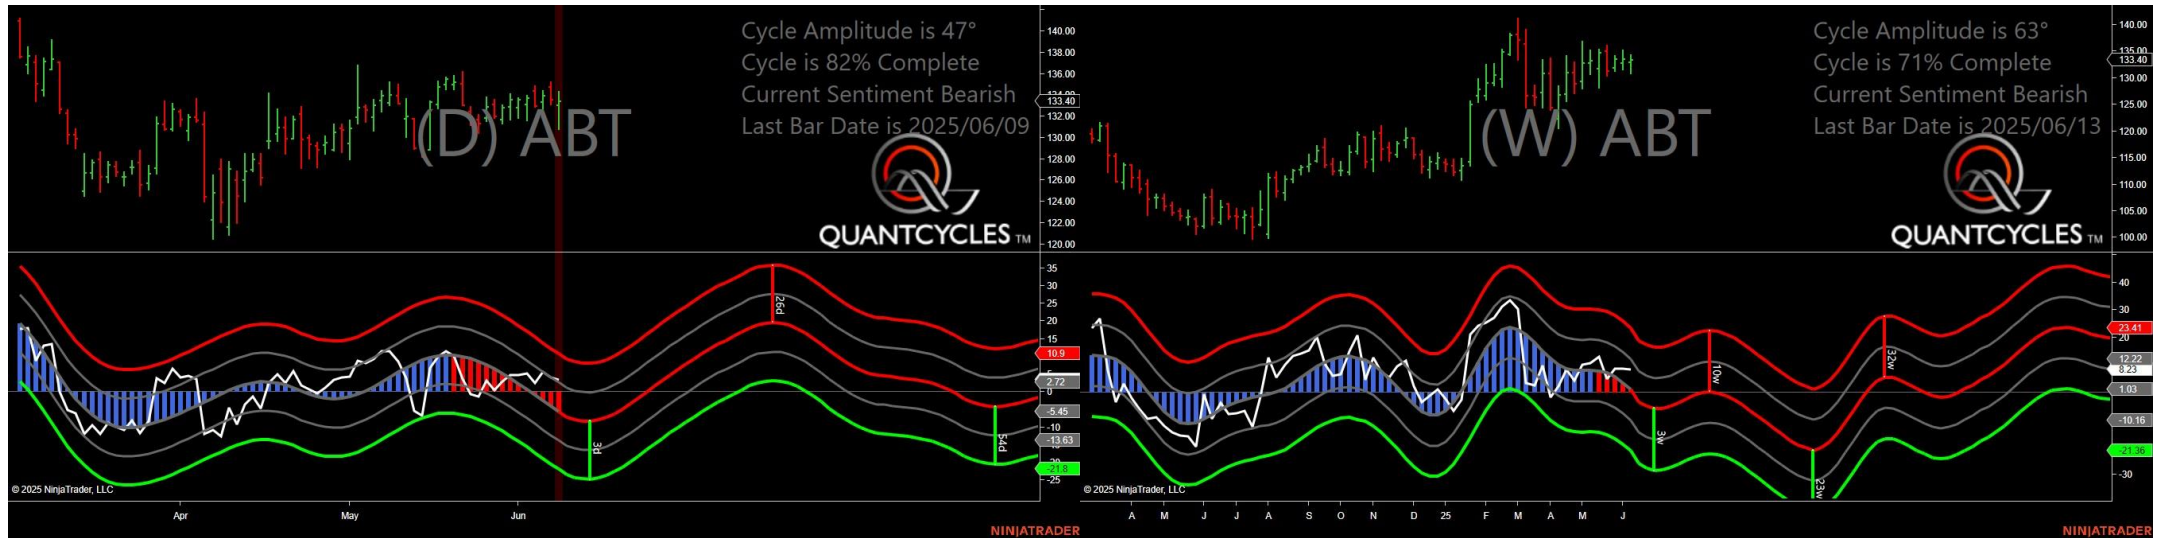 Cycle Amplitude is 47°
Cycle is 82% Complete
Current Sentiment Bearish
Last Bar Date is 2025/06/09
(D) ABT
QUANTCYCLES TM
140.00
138.00
136.00
134.00
133.40
132.00
130.00
128.00
126.00
124.00
122.00
120.00
35
30
25
20
15
10.9
5
2.72
0
-5.45
-10
-13.63
-21.8
-25
26d
3d
54d
© 2025 NinjaTrader, LLC
Apr
May
Jun
NINJATRADER
Cycle Amplitude is 63°
Cycle is 71% Complete
Current Sentiment Bearish
Last Bar Date is 2025/06/13
(W) ABT
QUANTCYCLES TM
140.00
135.00
133.40
130.00
125.00
120.00
115.00
110.00
105.00
100.00
40
30
23.41
20
12.22
8.23
1.03
-10.16
-21.36
-30
10w
32w
3w
23w
© 2025 NinjaTrader, LLC
A M J J A S O N D 25 F M A M J
NINJATRADER